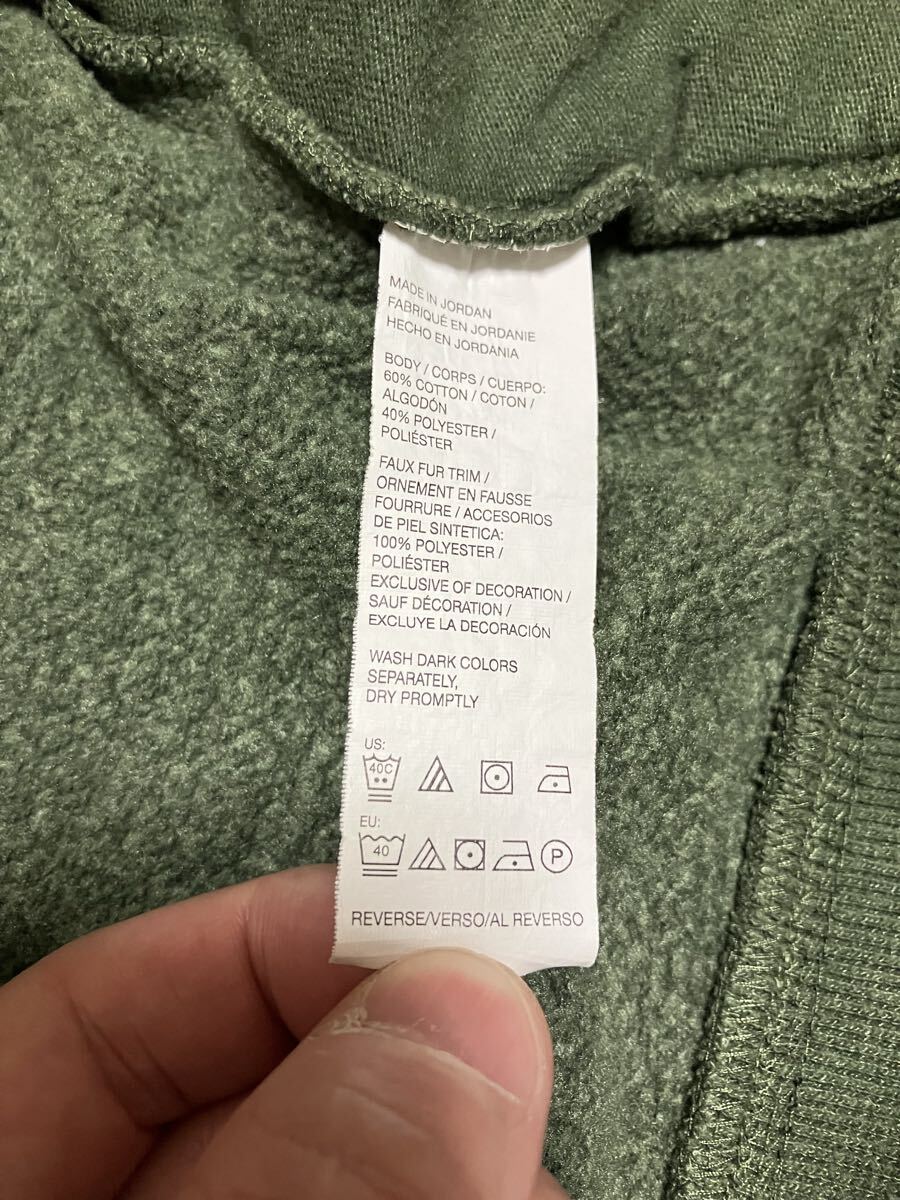 MADE IN JORDAN
FABRIQUÉ EN JORDANIE
HECHO EN JORDANIA
BODY / CORPS / CUERPO:
60% COTTON / COTON /
ALGODÓN
40% POLYESTER /
POLIÉSTER
FAUX FUR TRIM /
ORNEMENT EN FAUSSE
FOURRURE / ACCESORIOS
DE PIEL SINTETICA:
100% POLYESTER /
POLIÉSTER
EXCLUSIVE OF DECORATION /
SAUF DÉCORATION /
EXCLUYE LA DECORACIÓN
WASH DARK COLORS
SEPARATELY,
DRY PROMPTLY
US:
40C
EU:
40 P
REVERSE/VERSO/AL REVERSO